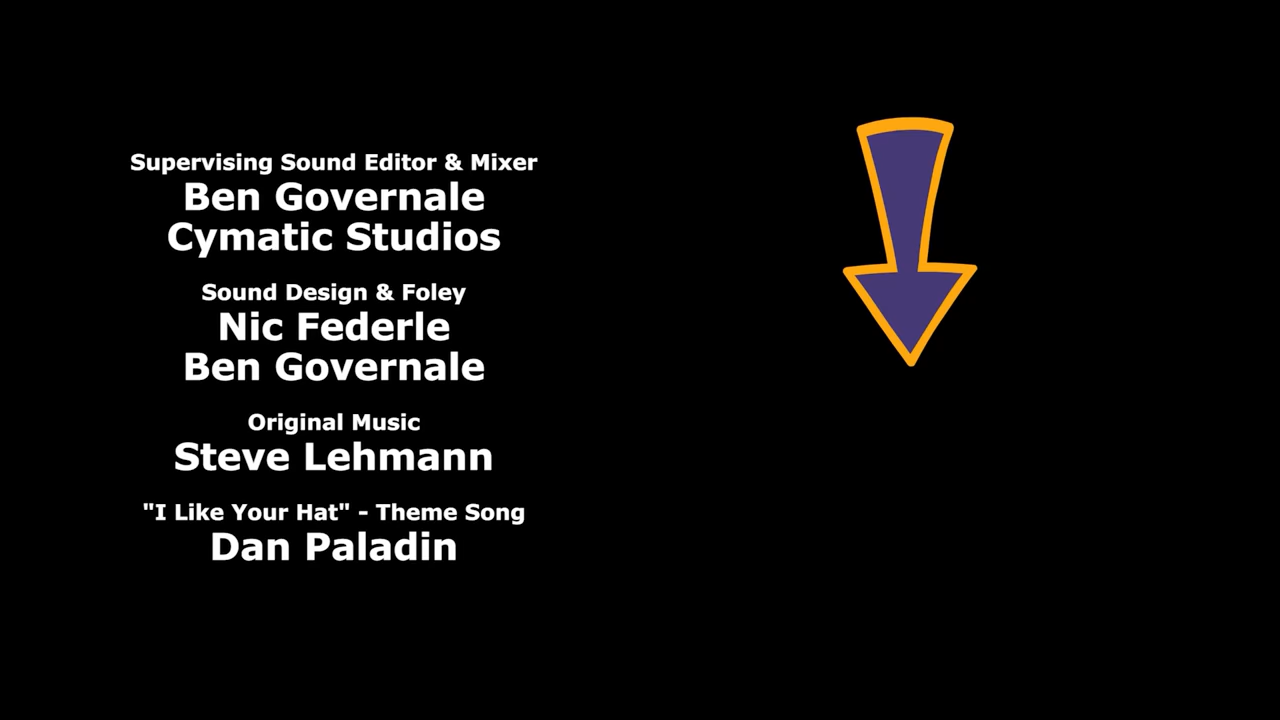 Supervising Sound Editor & Mixer
Ben Governale
Cymatic Studios
Sound Design & Foley
Nic Federle
Ben Governale
Original Music
Steve Lehmann
"I Like Your Hat" - Theme Song
Dan Paladin